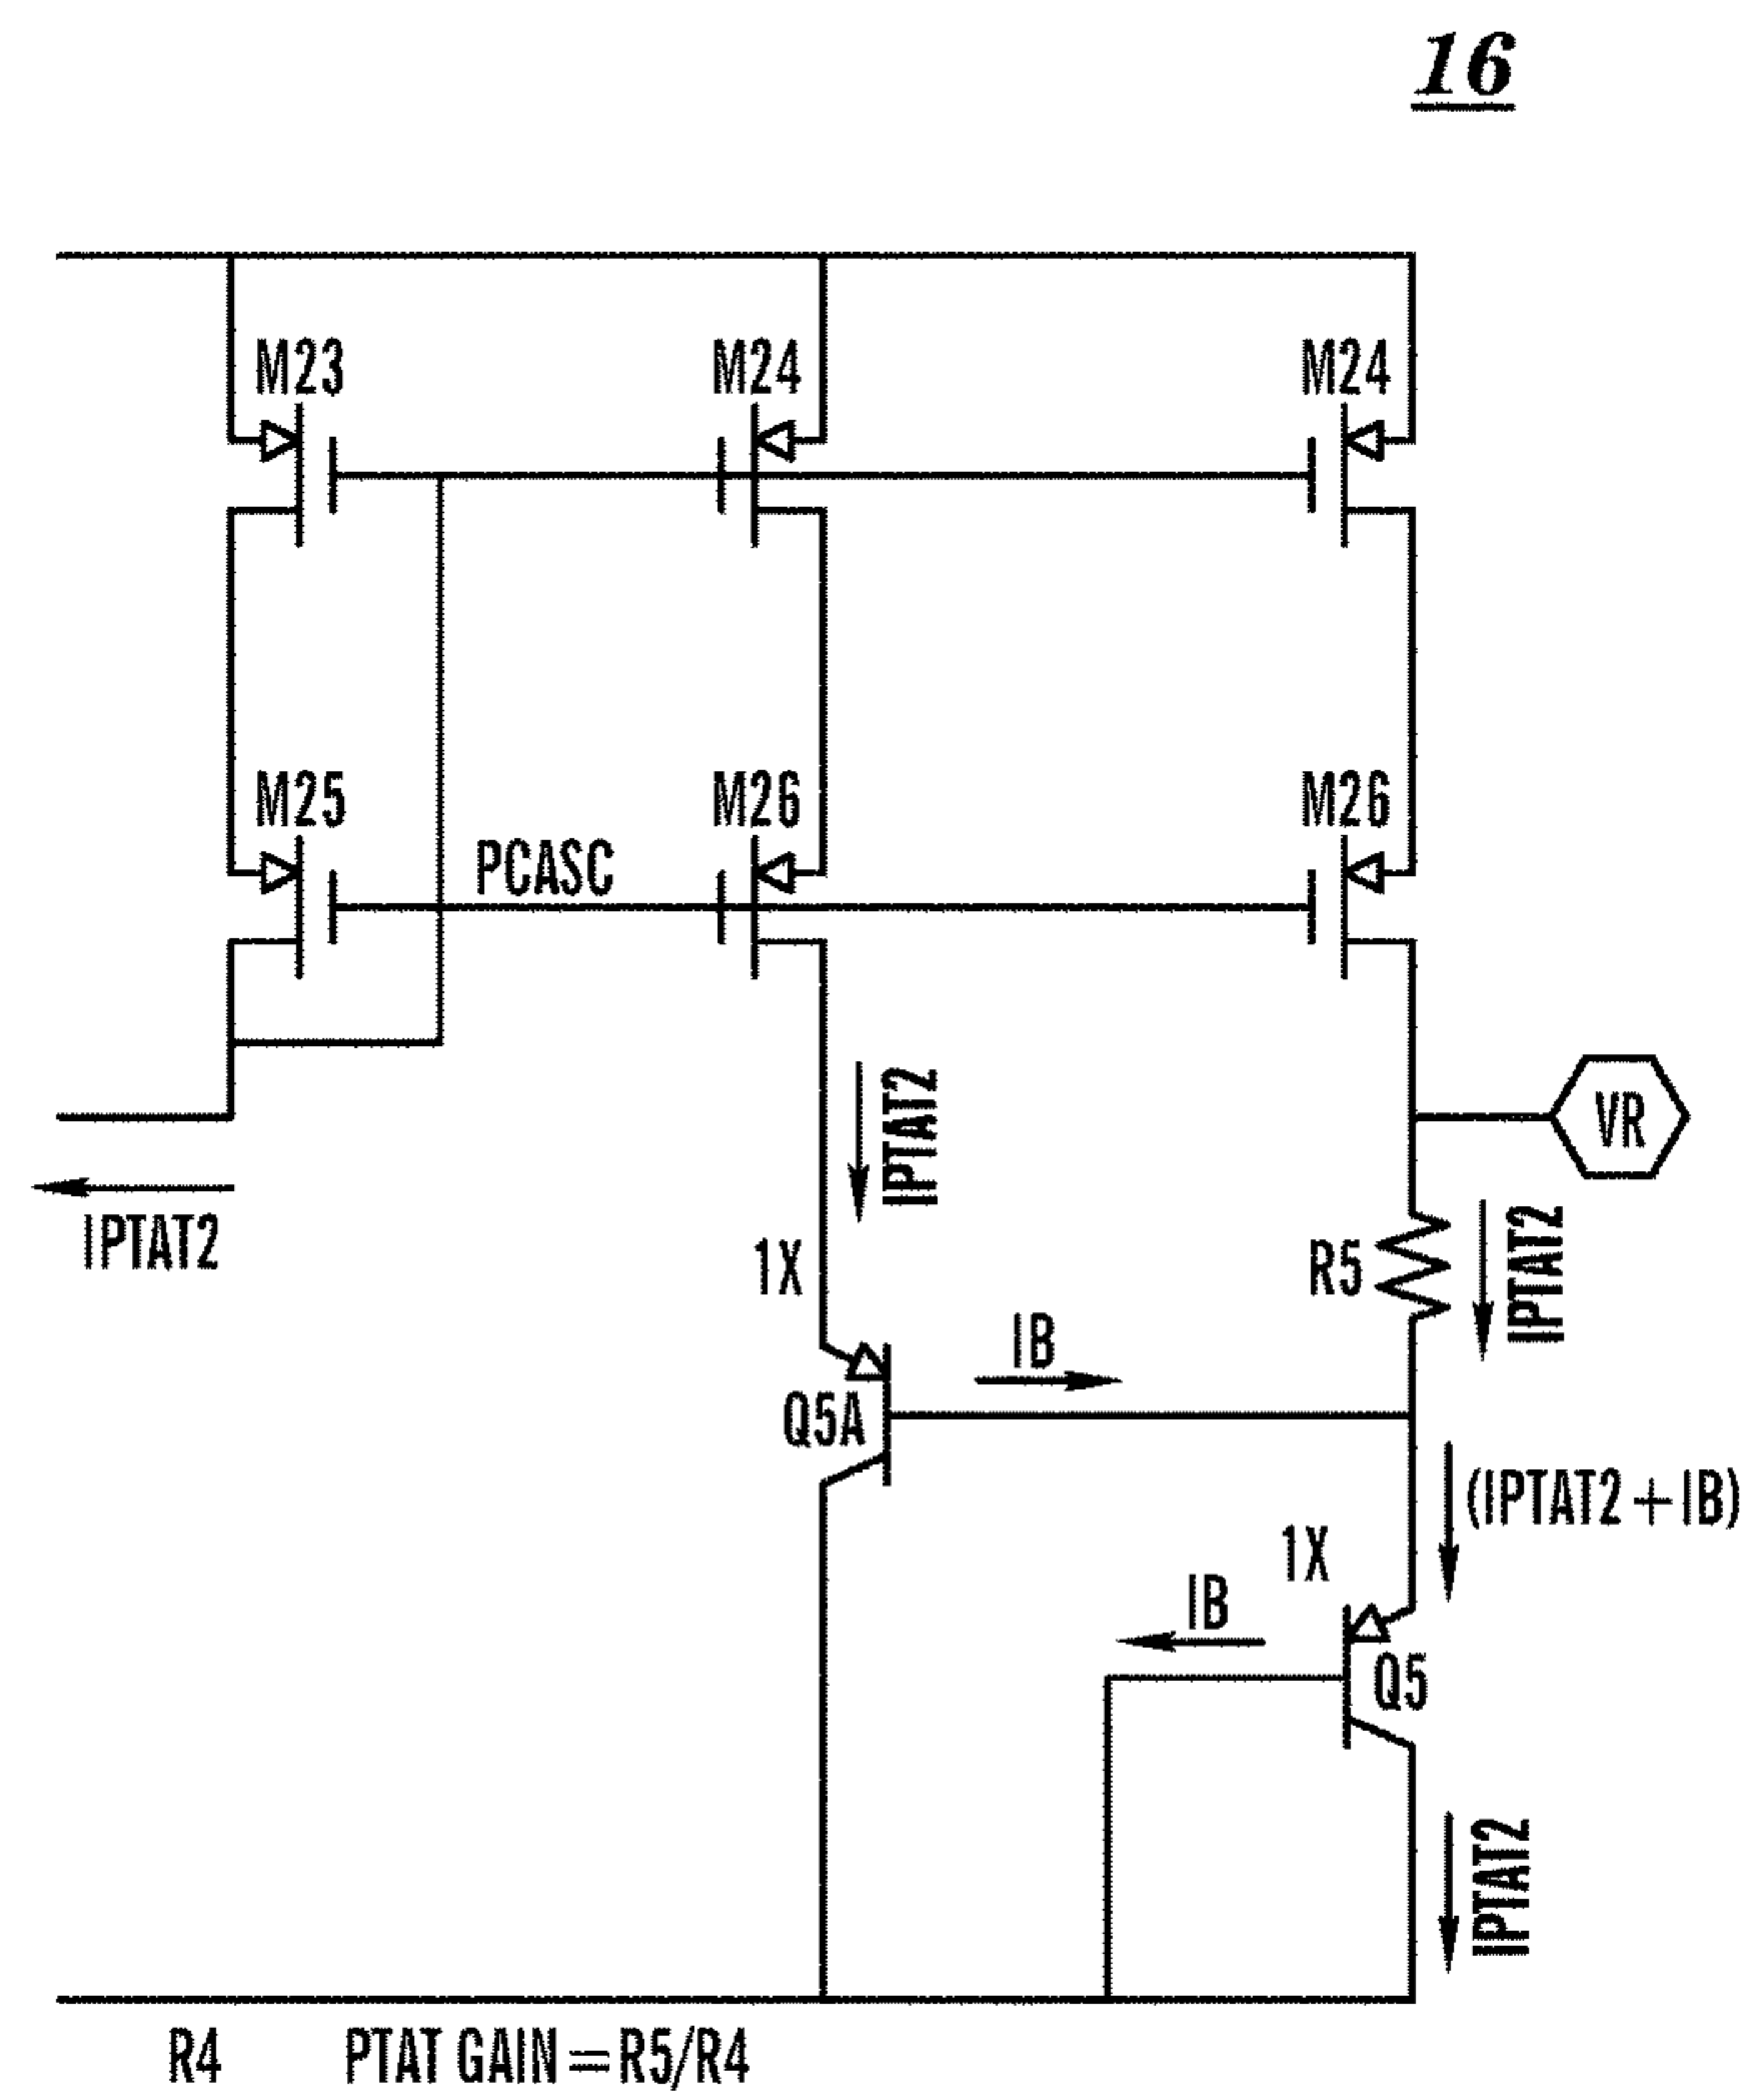 16
M23
M24
M24
M25
M26
M26
PCASC
IPTAT2
IPTAT2
VR
IPTAT2
1X
R5
IPTAT2
IB
Q5A
(IPTAT2+IB)
1X
IB
Q5
IPTAT2
R4
PTAT GAIN=R5/R4